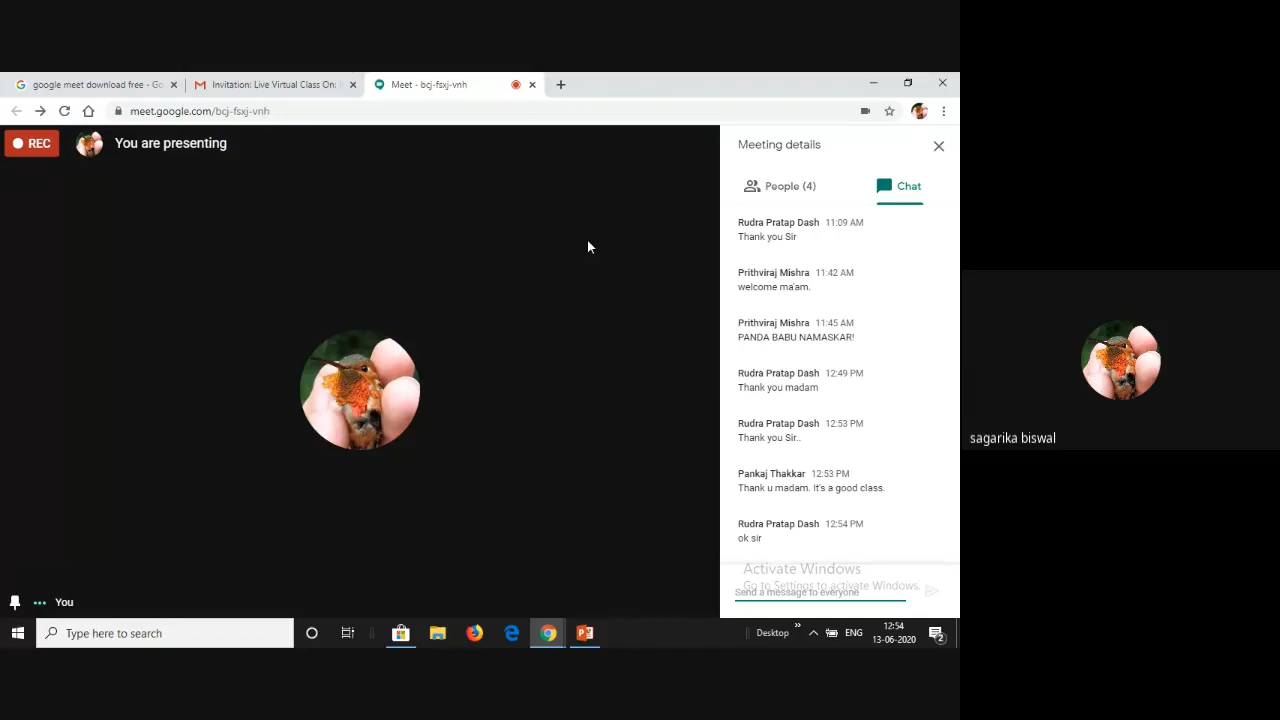 google meet download free - Go
Invitation: Live Virtual Class On: I
Meet - bcj-fsxj-vnh
meet.google.com/bcj-fsxj-vnh
REC
You are presenting
Meeting details
People (4)
Chat
Rudra Pratap Dash 11:09 AM
Thank you Sir
Prithviraj Mishra 11:42 AM
welcome ma'am.
Prithviraj Mishra 11:45 AM
PANDA BABU NAMASKAR!
Rudra Pratap Dash 12:49 PM
Thank you madam
Rudra Pratap Dash 12:53 PM
Thank you Sir..
Pankaj Thakkar 12:53 PM
Thank u madam. It's a good class.
Rudra Pratap Dash 12:54 PM
ok sir
Activate Windows
Go to Settings to activate Windows.
Send a message to everyone
sagarika biswal
You
Type here to search
Desktop
ENG
12:54
13-06-2020
2